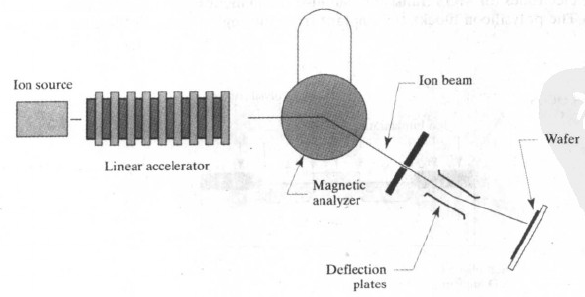 Ion source
Ion beam
Wafer
Linear accelerator
Magnetic
analyzer
Deflection
plates